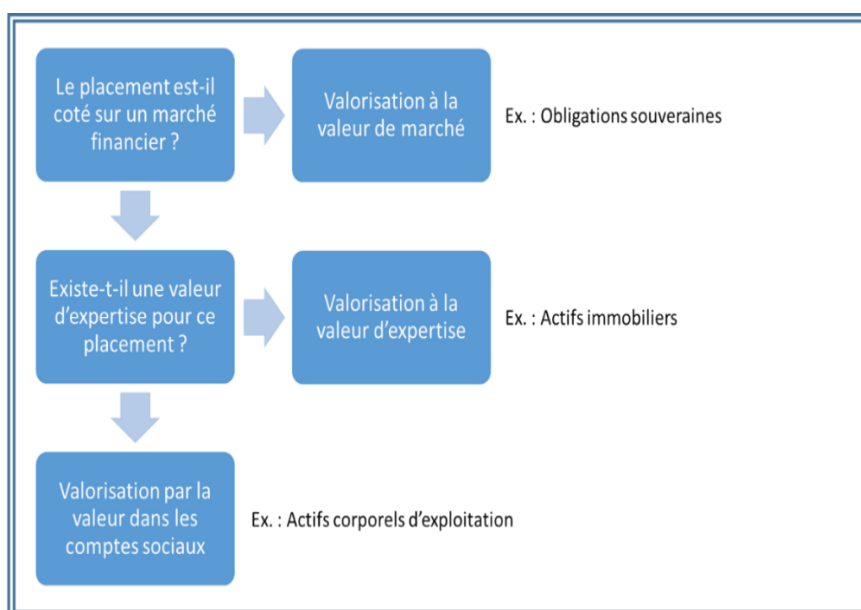 Le placement est-il
coté sur un marché
financier ?
Valorisation à la
valeur de marché
Ex. : Obligations souveraines
Existe-t-il une valeur
d'expertise pour ce
placement ?
Valorisation à la
valeur d'expertise
Ex. : Actifs immobiliers
Valorisation par la
valeur dans les
comptes sociaux
Ex. : Actifs corporels d'exploitation